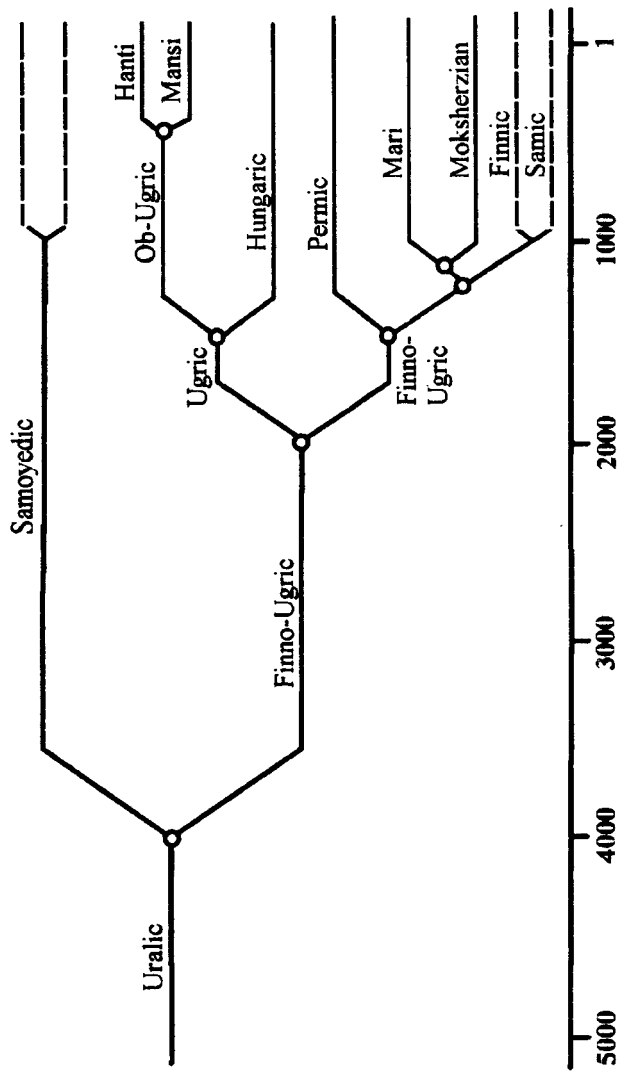 Uralic
Samoyedic
Finno-Ugric
Ugric
Ob-Ugric
Hanti
Mansi
Hungaric
Finno-
Ugric
Permic
Mari
Moksherzian
Finnic
Samic
5000
4000
3000
2000
1000
1